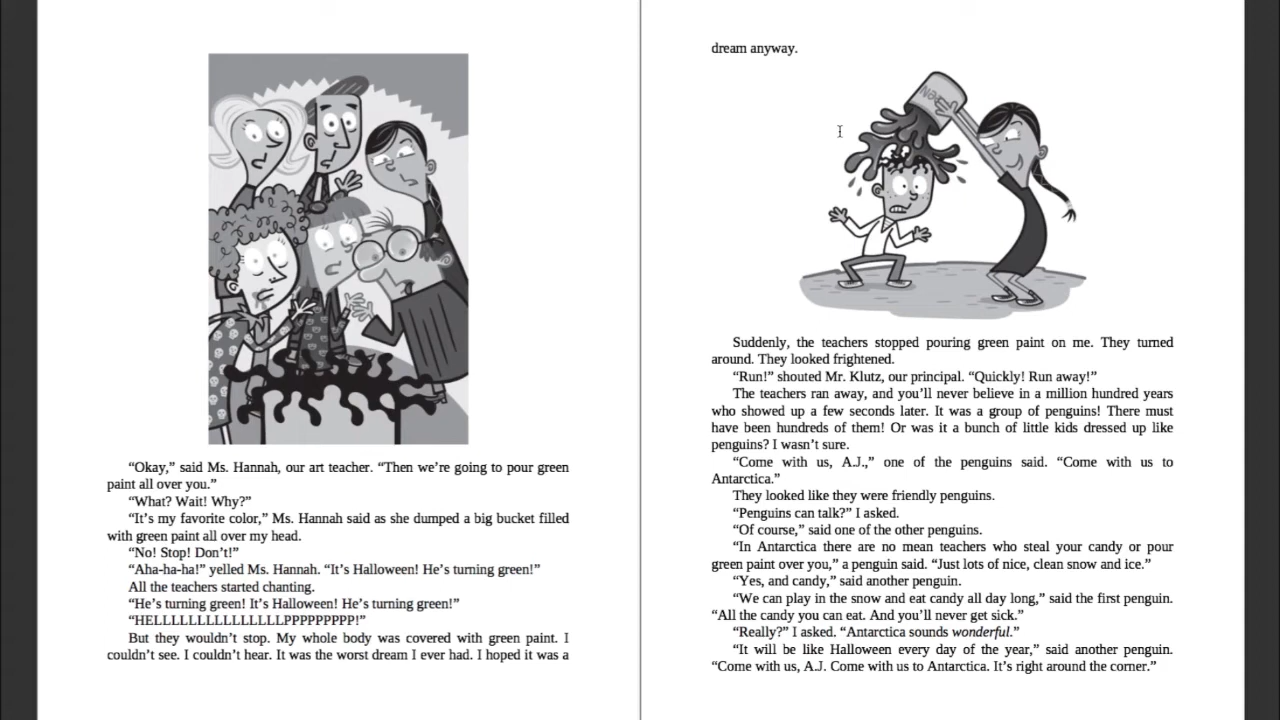 “Okay,” said Ms. Hannah, our art teacher. “Then we’re going to pour green
paint all over you.”
“What? Wait! Why?”
“It’s my favorite color,” Ms. Hannah said as she dumped a big bucket filled
with green paint all over my head.
“No! Stop! Don’t!”
“Aha-ha-ha!” yelled Ms. Hannah. “It’s Halloween! He’s turning green!”
All the teachers started chanting.
“He’s turning green! It’s Halloween! He’s turning green!”
“HELLLLLLLLLLLLLLLLPPPPPPPPP!”
But they wouldn’t stop. My whole body was covered with green paint. I
couldn’t see. I couldn’t hear. It was the worst dream I ever had. I hoped it was a
dream anyway.
Suddenly, the teachers stopped pouring green paint on me. They turned
around. They looked frightened.
“Run!” shouted Mr. Klutz, our principal. “Quickly! Run away!”
The teachers ran away, and you’ll never believe in a million hundred years
who showed up a few seconds later. It was a group of penguins! There must
have been hundreds of them! Or was it a bunch of little kids dressed up like
penguins? I wasn’t sure.
“Come with us, A.J.,” one of the penguins said. “Come with us to
Antarctica.”
They looked like they were friendly penguins.
“Penguins can talk?” I asked.
“Of course,” said one of the other penguins.
“In Antarctica there are no mean teachers who steal your candy or pour
green paint over you,” a penguin said. “Just lots of nice, clean snow and ice.”
“Yes, and candy,” said another penguin.
“We can play in the snow and eat candy all day long,” said the first penguin.
“All the candy you can eat. And you’ll never get sick.”
“Really?” I asked. “Antarctica sounds wonderful.”
“It will be like Halloween every day of the year,” said another penguin.
“Come with us, A.J. Come with us to Antarctica. It’s right around the corner.”